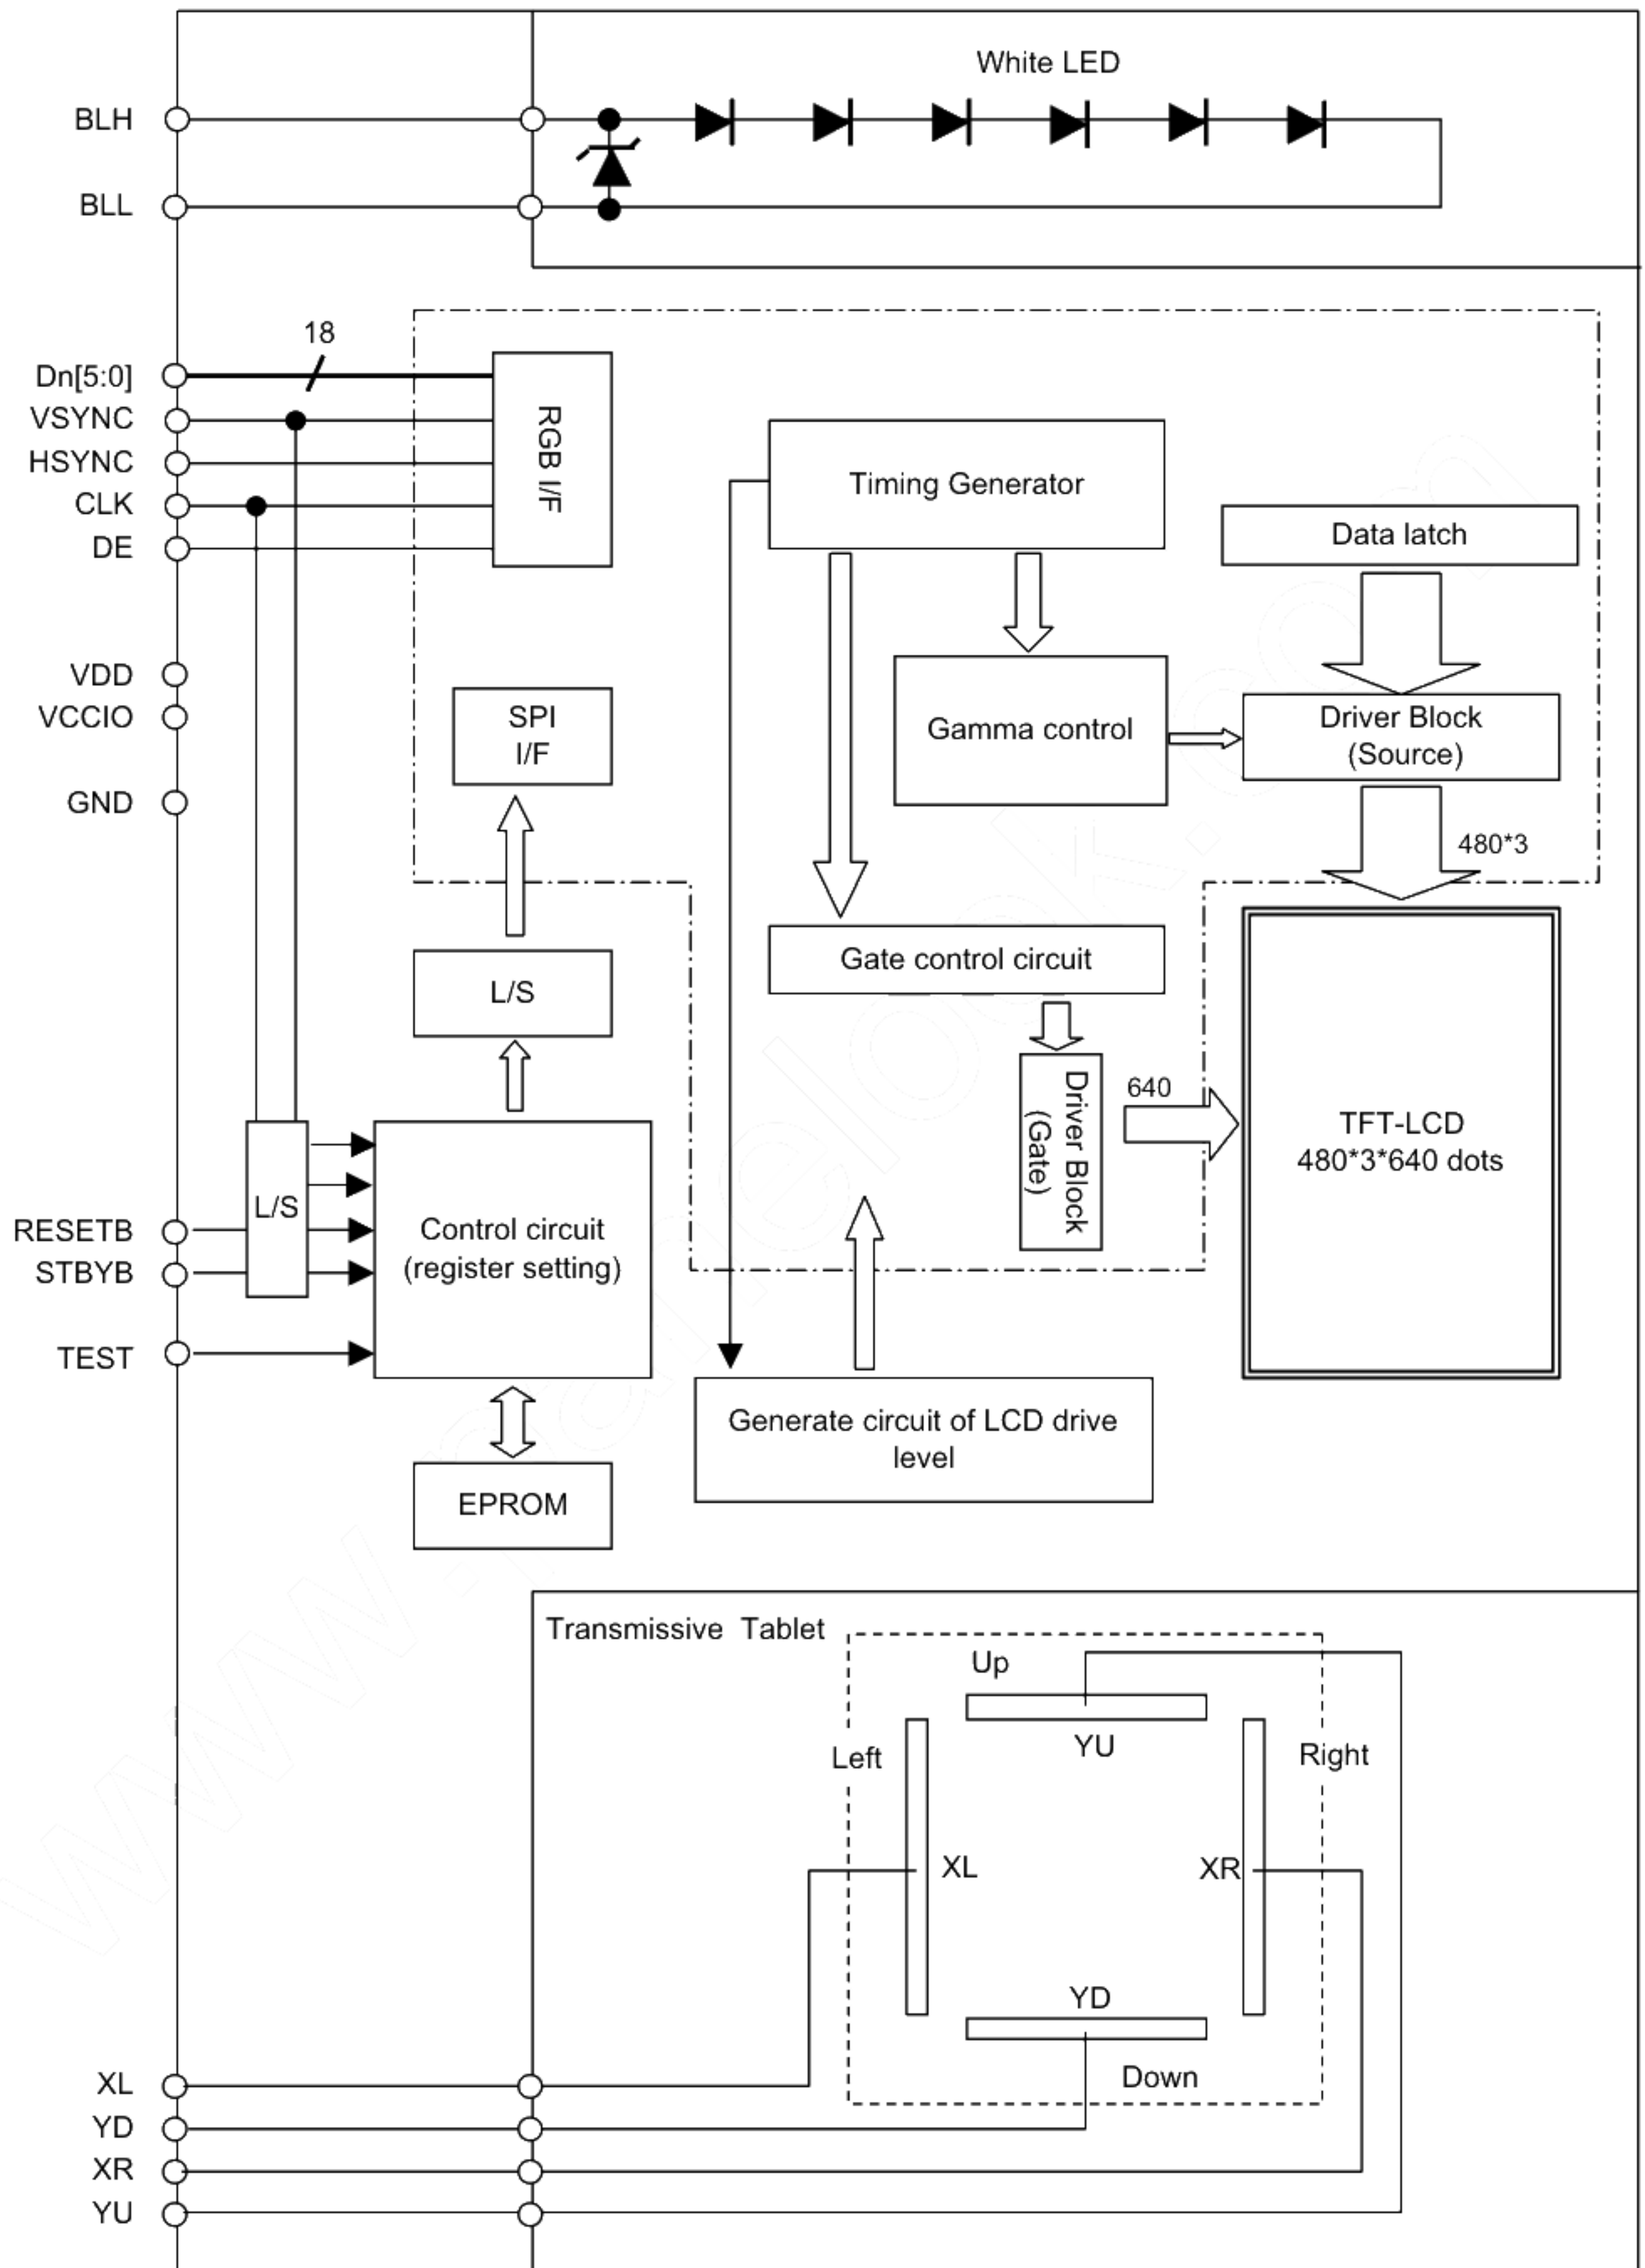 White LED
BLH
BLL
18
Dn[5:0]
VSYNC
HSYNC
CLK
DE
RGB I/F
Timing Generator
Data latch
VDD
VCCIO
GND
SPI
I/F
Gamma control
Driver Block
(Source)
480*3
L/S
Gate control circuit
Driver Block
(Gate)
640
TFT-LCD
480*3*640 dots
L/S
RESETB
STBYB
TEST
Control circuit
(register setting)
Generate circuit of LCD drive
level
EPROM
Transmissive Tablet
Up
YU
Left
Right
XL
XR
YD
Down
XL
YD
XR
YU